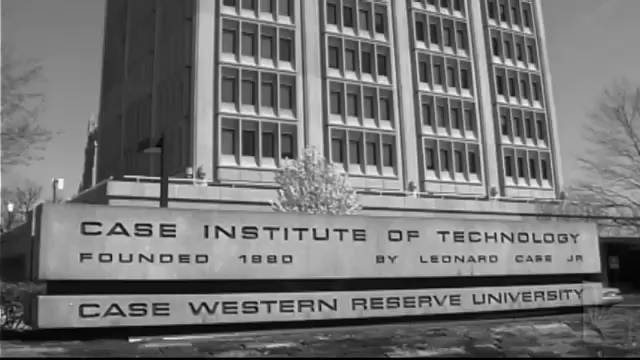 CASE INSTITUTE OF TECHNOLOGY
FOUNDED 1880 BY LEONARD CASE JR
CASE WESTERN RESERVE UNIVERSITY